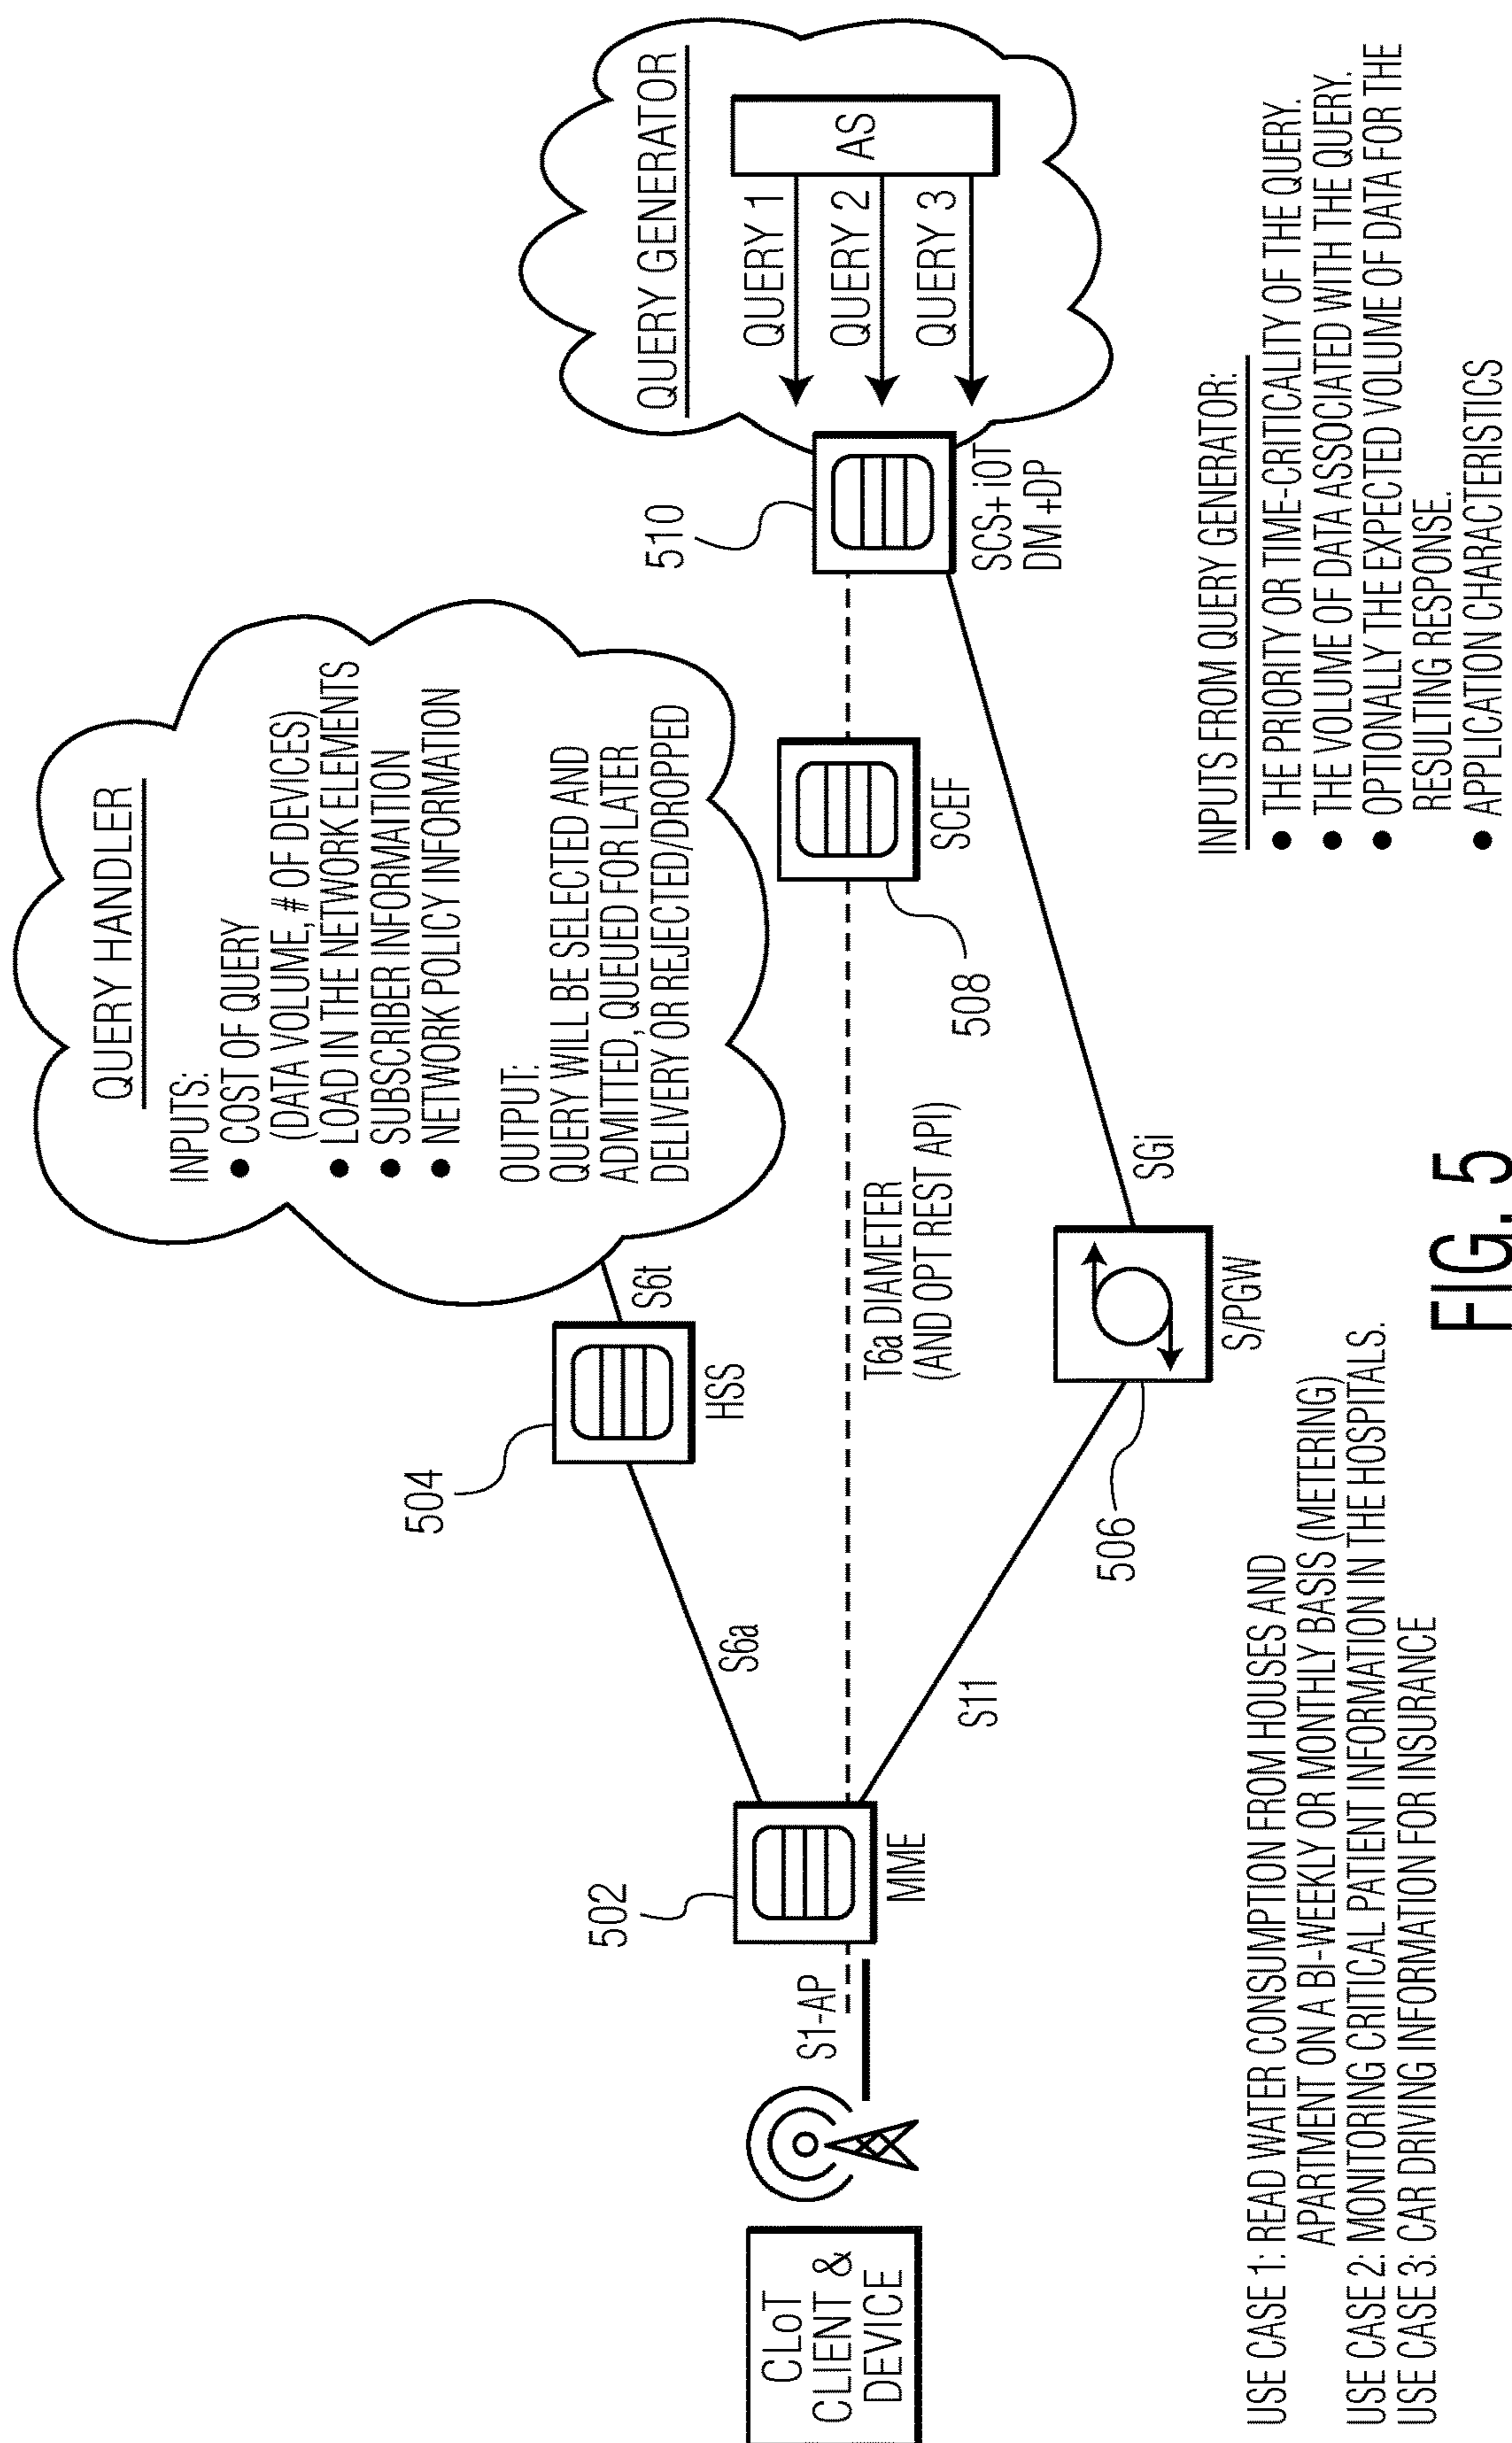 QUERY HANDLER
INPUTS:
● COST OF QUERY
(DATA VOLUME, # OF DEVICES)
● LOAD IN THE NETWORK ELEMENTS
● SUBSCRIBER INFORMAITION
● NETWORK POLICY INFORMATION
OUTPUT:
QUERY WILL BE SELECTED AND
ADMITTED, QUEUED FOR LATER
DELIVERY OR REJECTED/DROPPED
QUERY GENERATOR
QUERY 1
QUERY 2
QUERY 3
AS
504
HSS
S6t
S6a
510
SCS+ iOT
DM +DP
502
MME
S1-AP
CLoT
CLIENT &
DEVICE
508
SCEF
T6a DIAMETER
(AND OPT REST API)
S11
506
S/PGW
SGi
USE CASE 1: READ WATER CONSUMPTION FROM HOUSES AND
APARTMENT ON A BI-WEEKLY OR MONTHLY BASIS (METERING)
USE CASE 2: MONITORING CRITICAL PATIENT INFORMATION IN THE HOSPITALS.
USE CASE 3: CAR DRIVING INFORMATION FOR INSURANCE
INPUTS FROM QUERY GENERATOR:
● THE PRIORITY OR TIME-CRITICALITY OF THE QUERY.
● THE VOLUME OF DATA ASSOCIATED WITH THE QUERY.
● OPTIONALLY THE EXPECTED VOLUME OF DATA FOR THE
RESULTING RESPONSE.
● APPLICATION CHARACTERISTICS
FIG. 5